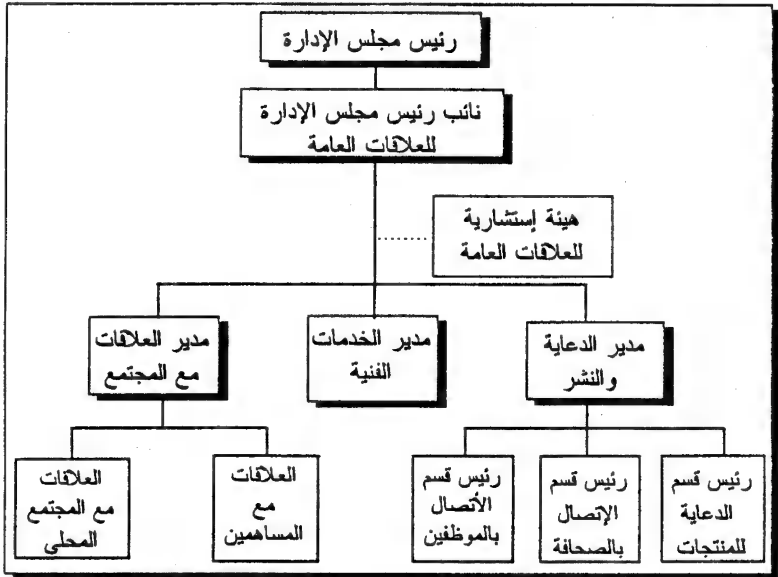 رئيس مجلس الإدارة
نائب رئيس مجلس الإدارة
للعلاقات العامة
هيئة إستشارية
للعلاقات العامة
مدير الدعاية
والنشر
مدير الخدمات
الفنية
مدير العلاقات
مع المجتمع
رئيس قسم
الدعاية
للمنتجات
رئيس قسم
الإتصال
بالصحافة
رئيس قسم
الأتصال
بالموظفين
العلاقات
مع
المساهمين
العلاقات
مع المجتمع
المحلى